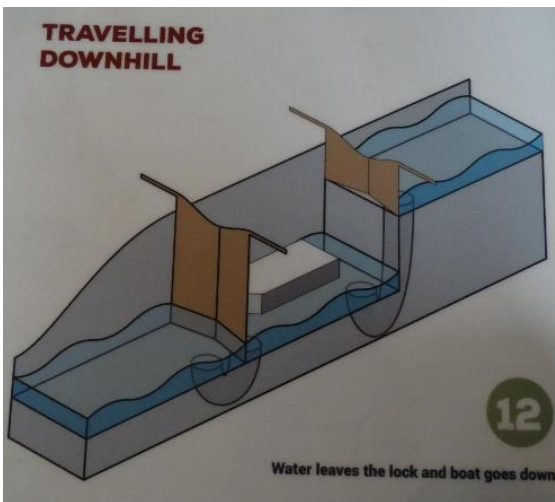 TRAVELLING
DOWNHILL
12
Water leaves the lock and boat goes down